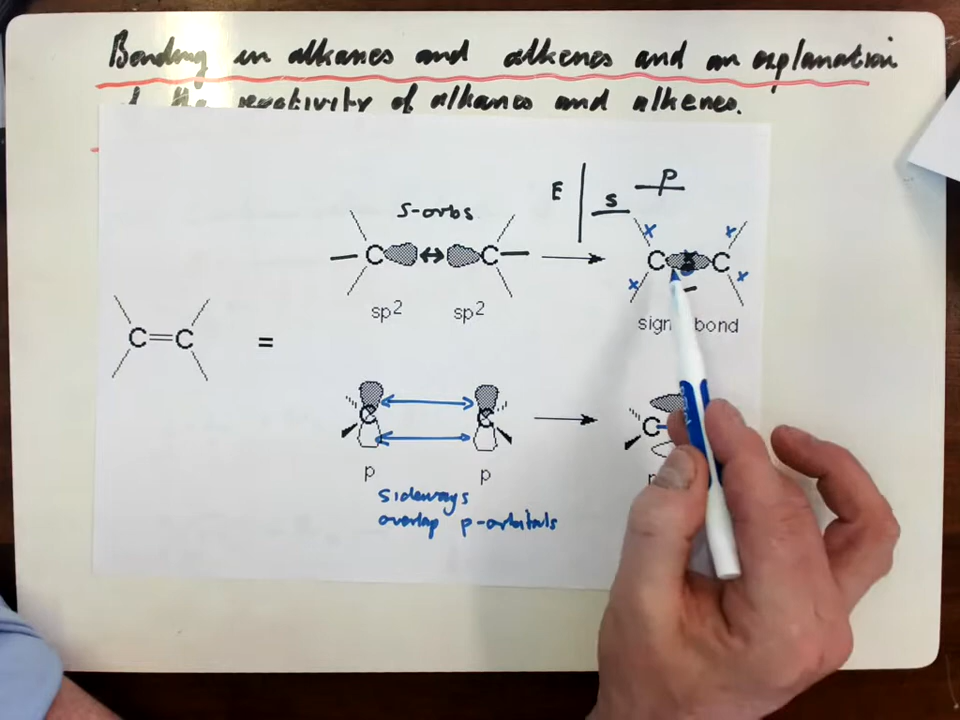 Bonding in alkanes and alkenes and an explanation
the reactivity of alkanes and alkenes.
S-orbs
E
S
P
C
C
C
C
sp2
sp2
bond
C=C
=
C
C
C
p
p
sideways
overlap p-orbitals